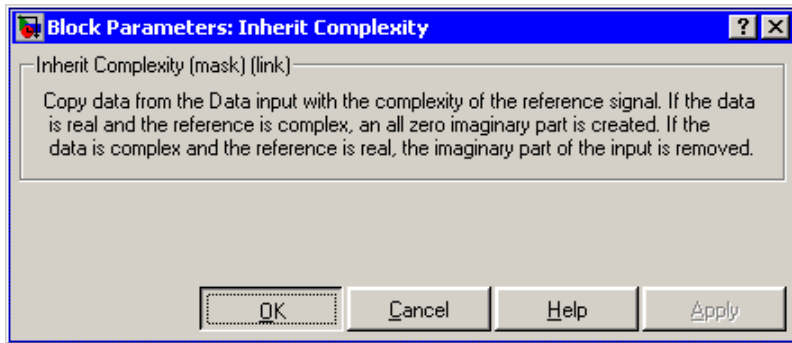 Block Parameters: Inherit Complexity
Inherit Complexity (mask) (link)
Copy data from the Data input with the complexity of the reference signal. If the data
is real and the reference is complex, an all zero imaginary part is created. If the
data is complex and the reference is real, the imaginary part of the input is removed.
OK Cancel Help Apply